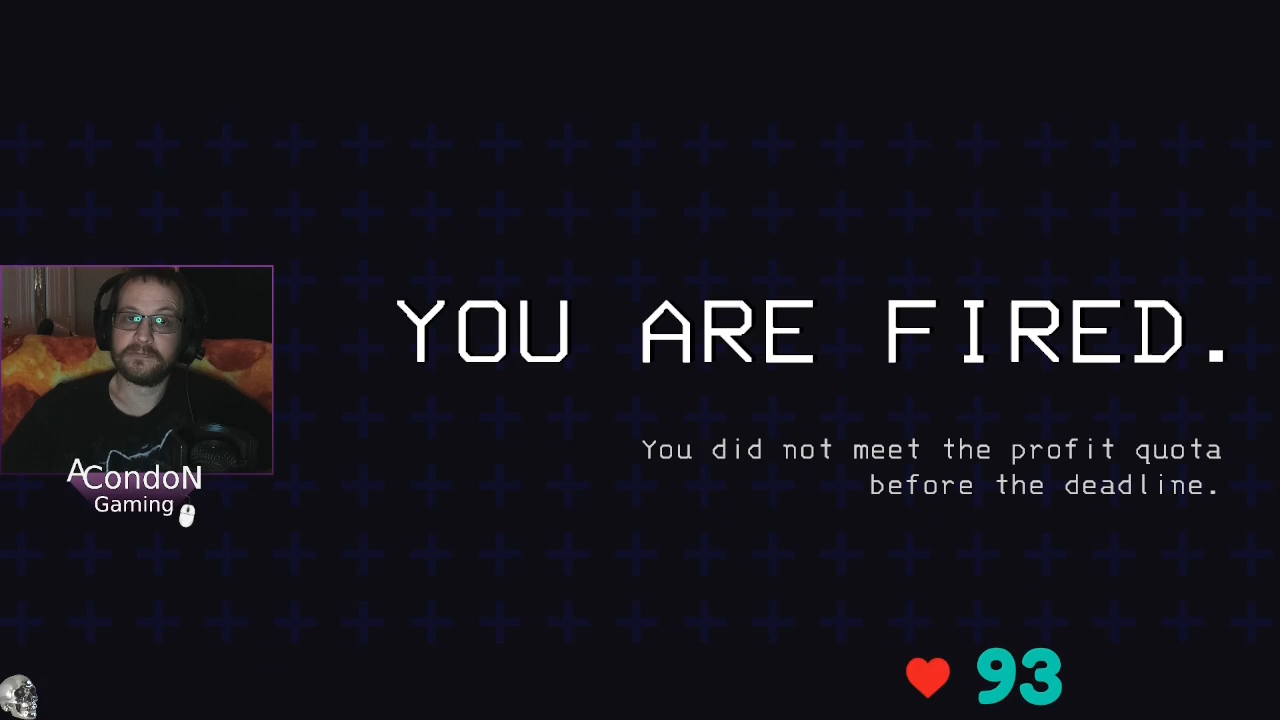 YOU ARE FIRED.
You did not meet the profit quota
before the deadline.
ACondoN
Gaming
93